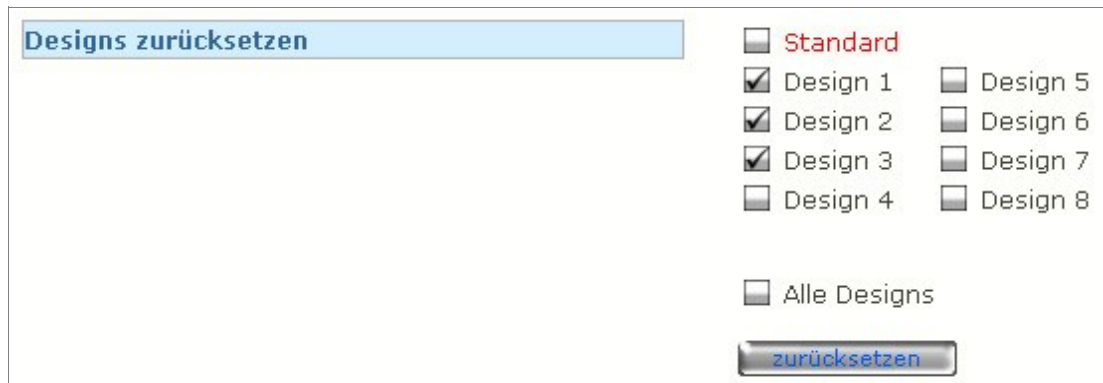 Designs zurücksetzen
Standard
Design 1 Design 5
Design 2 Design 6
Design 3 Design 7
Design 4 Design 8
Alle Designs
zurücksetzen